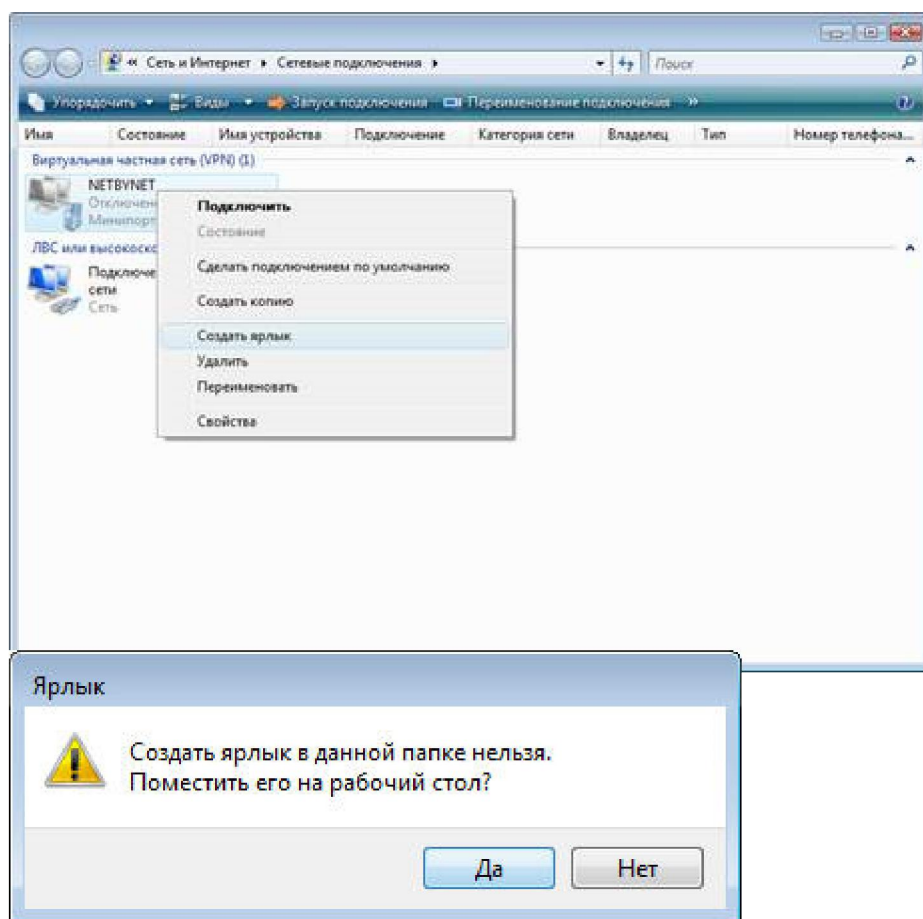 « Сеть и Интернет ▸ Сетевые подключения ▸ Поиск
Упорядочить Виды Запуск подключения Переименование подключения »
Имя Состояние Имя устройства Подключение Категория сети Владелец Тип Номер телефона...
Виртуальная частная сеть (VPN) (1)
NETBYNET
Отключен
Минипорт
Подключить
Состояние
Сделать подключением по умолчанию
Создать копию
Создать ярлык
Удалить
Переименовать
Свойства
ЛВС или высокоско
Подключе
сети
Сеть
Ярлык
Создать ярлык в данной папке нельзя.
Поместить его на рабочий стол?
Да Нет